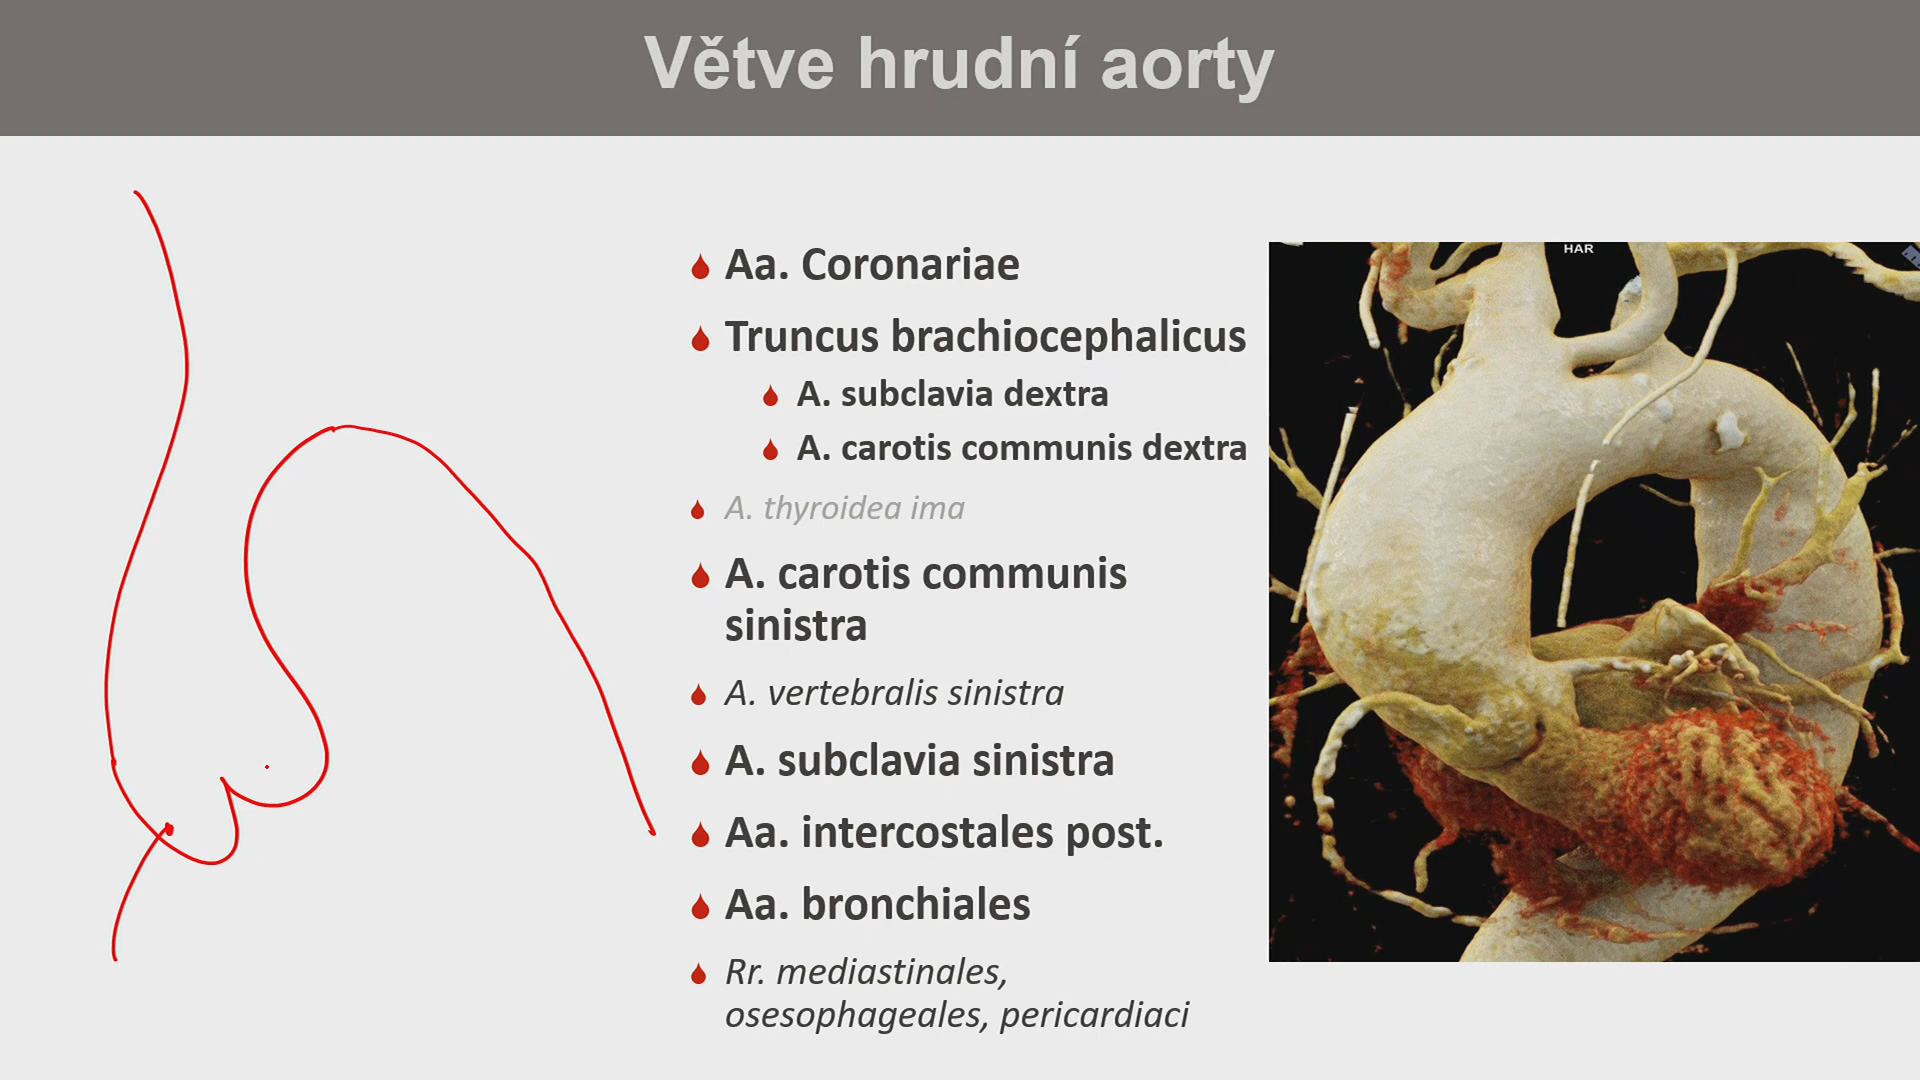 Větve hrudní aorty
Aa. Coronariae
Truncus brachiocephalicus
A. subclavia dextra
A. carotis communis dextra
A. thyroidea ima
A. carotis communis
sinistra
A. vertebralis sinistra
A. subclavia sinistra
Aa. intercostales post.
Aa. bronchiales
Rr. mediastinales,
osesophageales, pericardiaci
HAR